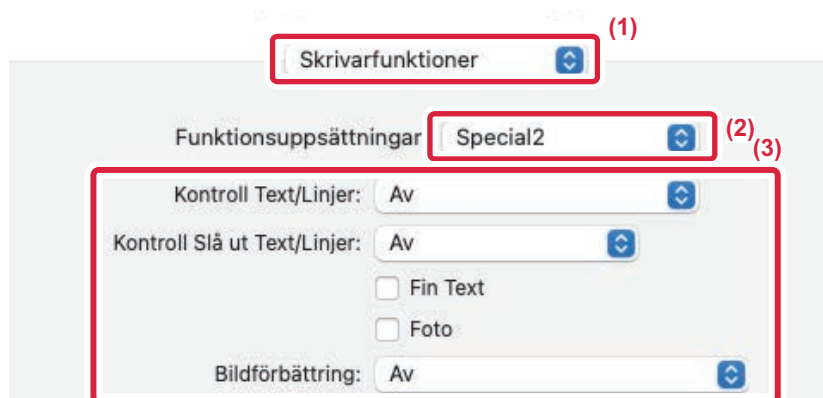 (1)
Skrivarfunktioner
Funktionsuppsättningar Special2 (2)
(3)
Kontroll Text/Linjer: Av
Kontroll Slå ut Text/Linjer: Av
Fin Text
Foto
Bildförbättring: Av